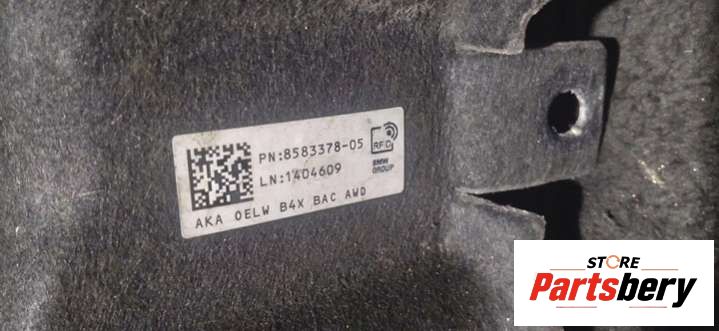 PN:8583378-05
LN:1404609
RFID
BMW
GROUP
AKA OELW B4X BAC AWD
STORE
Partsbery